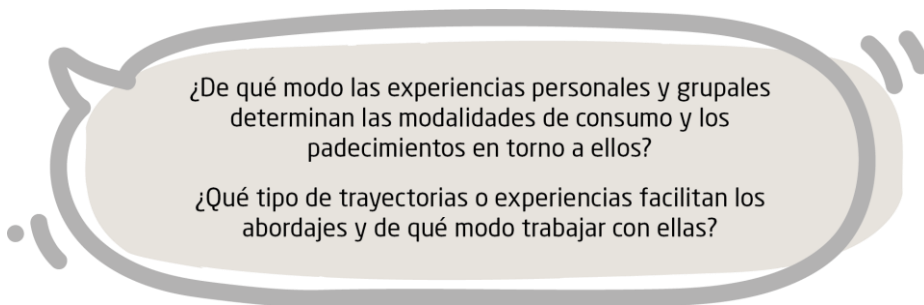 ¿De qué modo las experiencias personales y grupales
determinan las modalidades de consumo y los
padecimientos en torno a ellos?
¿Qué tipo de trayectorias o experiencias facilitan los
abordajes y de qué modo trabajar con ellas?